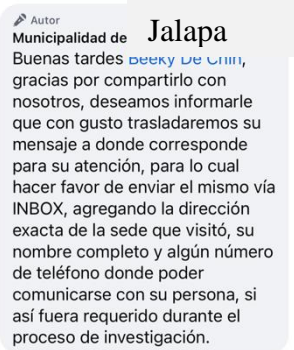 Autor
Municipalidad de Jalapa
Buenas tardes Beeky De Chin,
gracias por compartirlo con
nosotros, deseamos informarle
que con gusto trasladaremos su
mensaje a donde corresponde
para su atención, para lo cual
hacer favor de enviar el mismo vía
INBOX, agregando la dirección
exacta de la sede que visitó, su
nombre completo y algún número
de teléfono donde poder
comunicarse con su persona, si
así fuera requerido durante el
proceso de investigación.